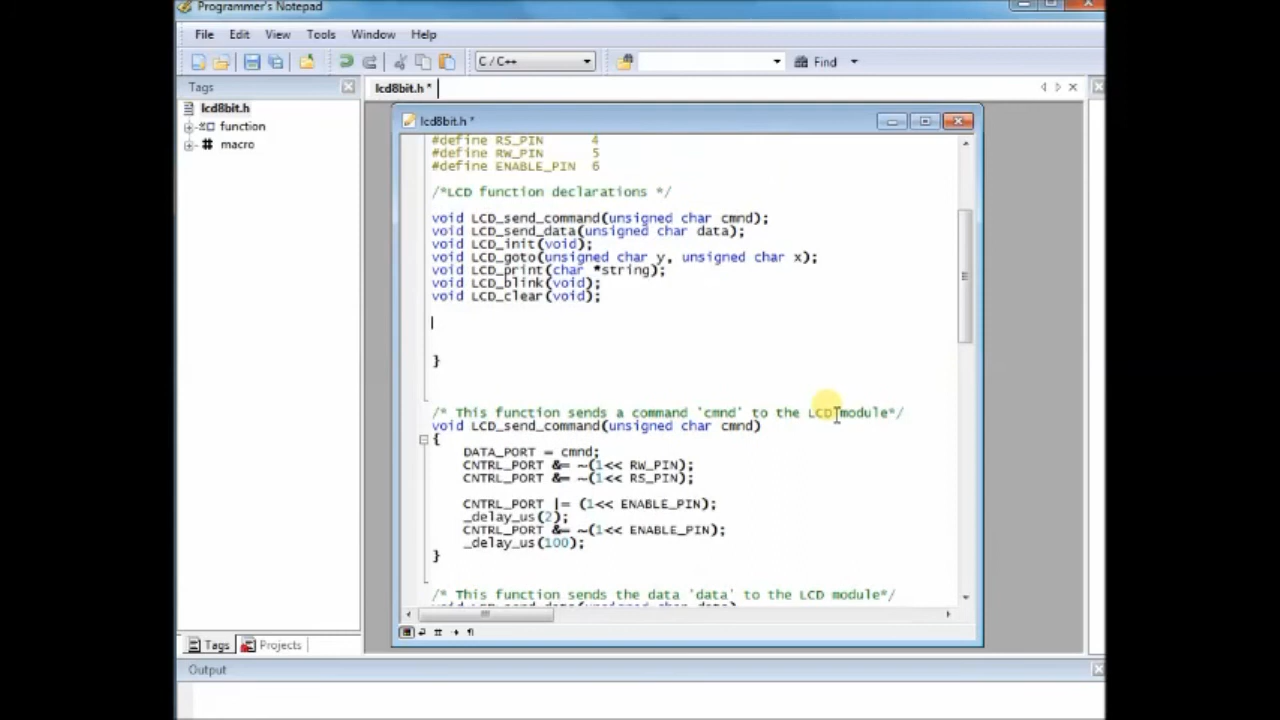 Programmer's Notepad
File Edit View Tools Window Help
C / C++ Find
Tags
lcd8bit.h *
lcd8bit.h
function
macro
lcd8bit.h *
#define RS_PIN 4
#define RW_PIN 5
#define ENABLE_PIN 6
/*LCD function declarations */
void LCD_send_command(unsigned char cmnd);
void LCD_send_data(unsigned char data);
void LCD_init(void);
void LCD_goto(unsigned char y, unsigned char x);
void LCD_print(char *string);
void LCD_blink(void);
void LCD_clear(void);
}
/* This function sends a command 'cmnd' to the LCD module*/
void LCD_send_command(unsigned char cmnd)
{
DATA_PORT = cmnd;
CNTRL_PORT &= ~(1<< RW_PIN);
CNTRL_PORT &= ~(1<< RS_PIN);
CNTRL_PORT |= (1<< ENABLE_PIN);
_delay_us(2);
CNTRL_PORT &= ~(1<< ENABLE_PIN);
_delay_us(100);
}
/* This function sends the data 'data' to the LCD module*/
Tags Projects
Output